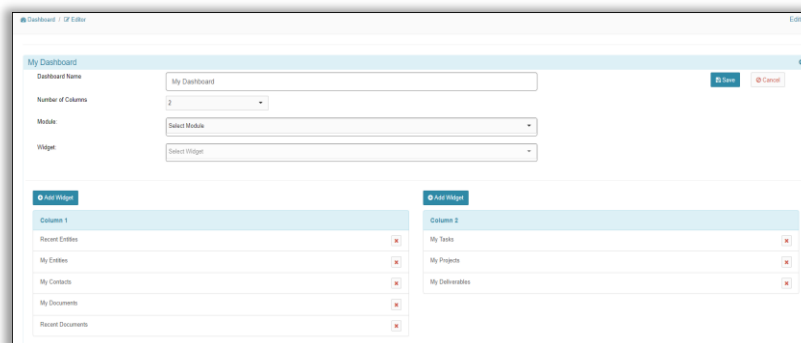 Dashboard / Editor
My Dashboard
Dashboard Name
My Dashboard
Save
Cancel
Number of Columns
2
Module:
Select Module
Widget:
Select Widget
Add Widget
Add Widget
Column 1
Column 2
Recent Entities
My Tasks
My Entities
My Projects
My Contacts
My Deliverables
My Documents
Recent Documents